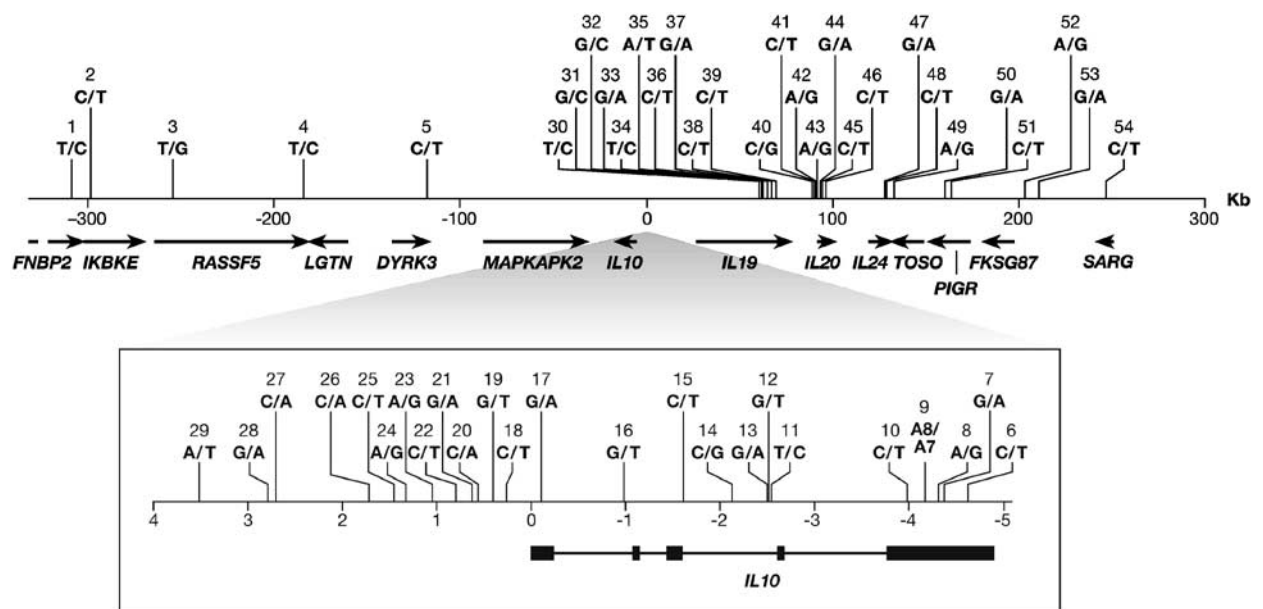 32 35 37 41 44 47 52
G/C A/T G/A C/T G/A G/A A/G
2 31 33 36 39 42 46 48 50 53
C/T G/C G/A C/T C/T A/G C/T C/T G/A G/A
1 3 4 5 30 34 38 40 43 45 49 51 54
T/C T/G T/C C/T T/C T/C C/T C/G A/G C/T A/G C/T C/T
Kb
–300 -200 -100 0 100 200 300
FNBP2 IKBKE RASSF5 LGTN DYRK3 MAPKAPK2 IL10 IL19 IL20 IL24 TOSO FKSG87 SARG
PIGR
27 26 25 23 21 19 17 15 12 7
C/A C/A C/T A/G G/A G/T G/A C/T G/T G/A
29 28 24 22 20 18 16 14 13 11 10 9 8 6
A/T G/A A/G C/T C/A C/T G/T C/G G/A T/C C/T A8/ A/G C/T
A7
4 3 2 1 0 -1 -2 -3 -4 -5
IL10